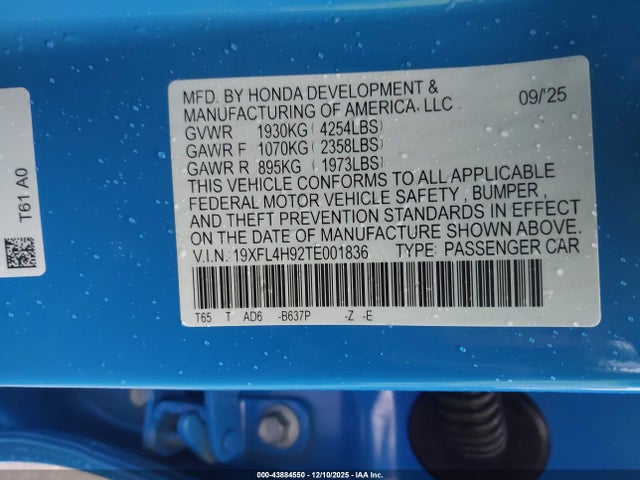 MFD. BY HONDA DEVELOPMENT &
MANUFACTURING OF AMERICA, LLC 09/'25
GVWR 1930KG ( 4254LBS)
GAWR F 1070KG ( 2358LBS)
GAWR R 895KG ( 1973LBS)
THIS VEHICLE CONFORMS TO ALL APPLICABLE
FEDERAL MOTOR VEHICLE SAFETY , BUMPER ,
AND THEFT PREVENTION STANDARDS IN EFFECT
ON THE DATE OF MANUFACTURE SHOWN ABOVE.
V.I.N. 19XFL4H92TE001836 TYPE: PASSENGER CAR
T65 T AD6 -B637P -Z -E
T61 A0
000-43884550 - 12/10/2025 - IAA Inc.